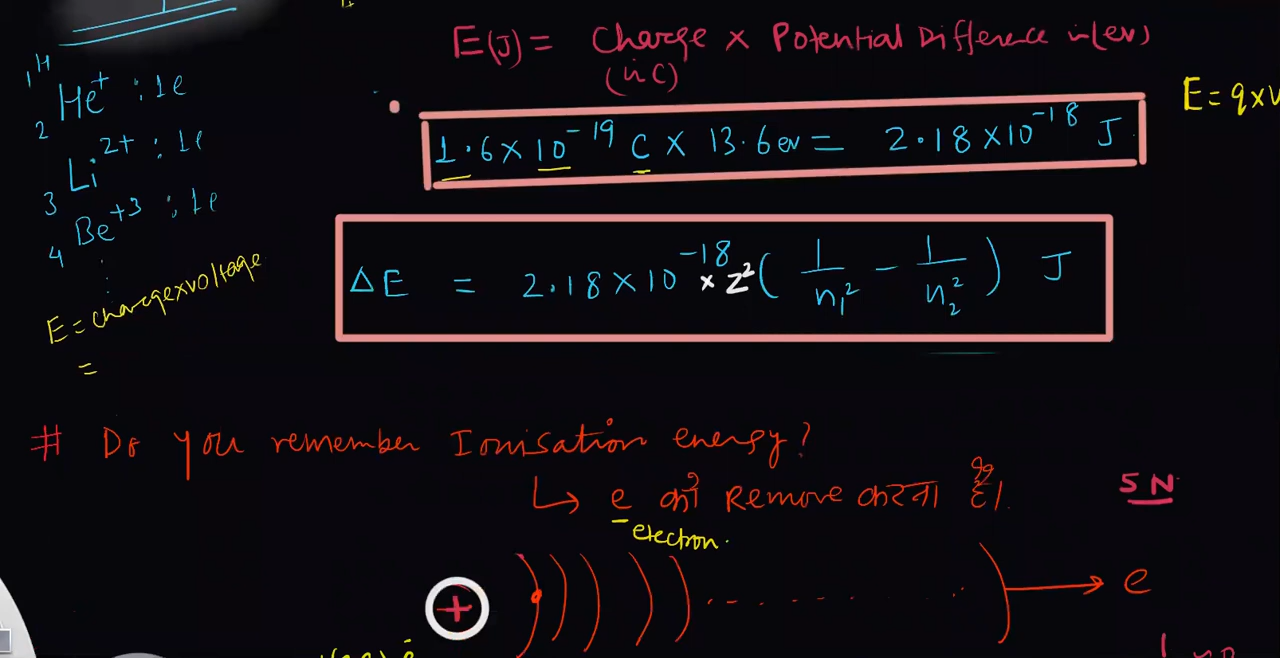 E(J) = Charge × Potential Difference in(ev)
(in C)
1H
2He⁺ : 1e
3Li²⁺ : 1e
4Be⁺³ : 1e
E = q×v
1.6×10⁻¹⁹ C × 13.6ev = 2.18×10⁻¹⁸ J
E = charge×voltage
=
ΔE = 2.18×10⁻¹⁸ × Z² ( 1/n₁² − 1/n₂² ) J
# Do you remember Ionisation energy?
↳ e को Remove करना है।
electron.
5N
+
e